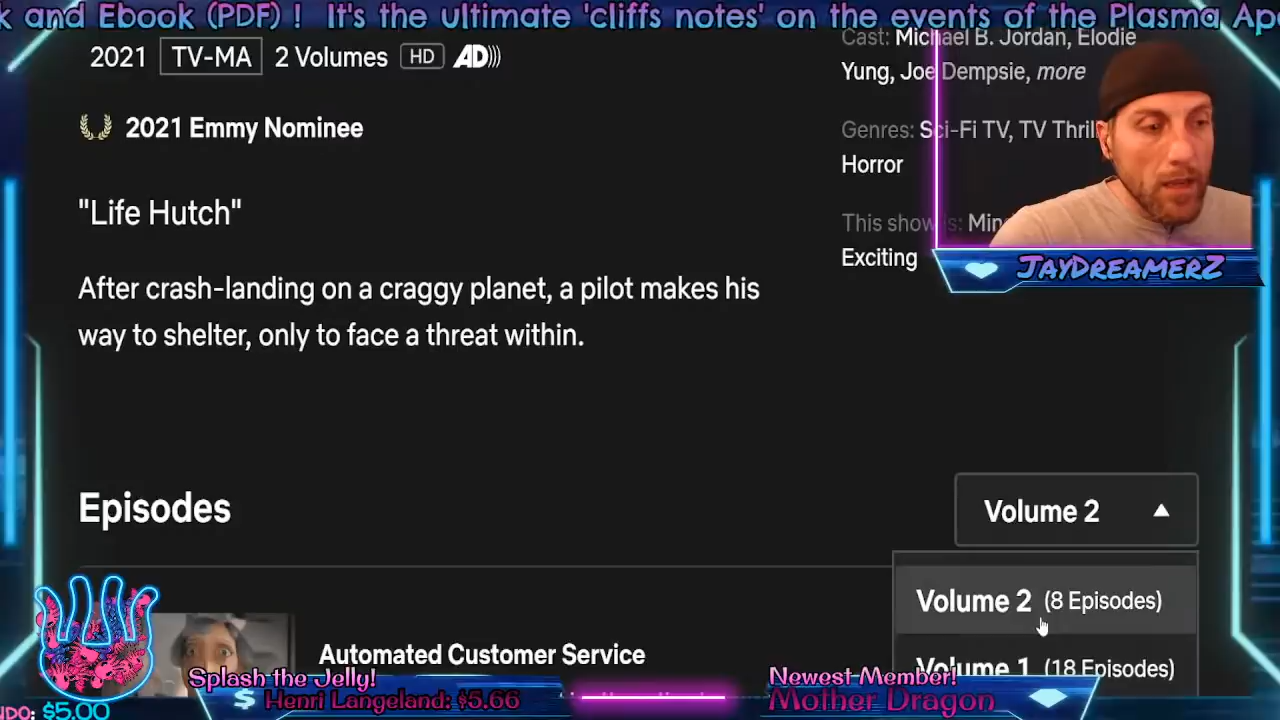 k and Ebook (PDF) ! It's the ultimate 'cliffs notes' on the events of the Plasma Ap
2021 TV-MA 2 Volumes HD AD
Cast: Michael B. Jordan, Elodie
Yung, Joe Dempsie, more
2021 Emmy Nominee
Genres: Sci-Fi TV, TV Thril
Horror
"Life Hutch"
This show is: Min
Exciting
JayDreamerZ
After crash-landing on a craggy planet, a pilot makes his
way to shelter, only to face a threat within.
Episodes
Volume 2
Volume 2 (8 Episodes)
Volume 1 (18 Episodes)
Automated Customer Service
Splash the Jelly!
$ Henri Langeland: $5.66
Newest Member!
Mother Dragon
NDO: $5.00